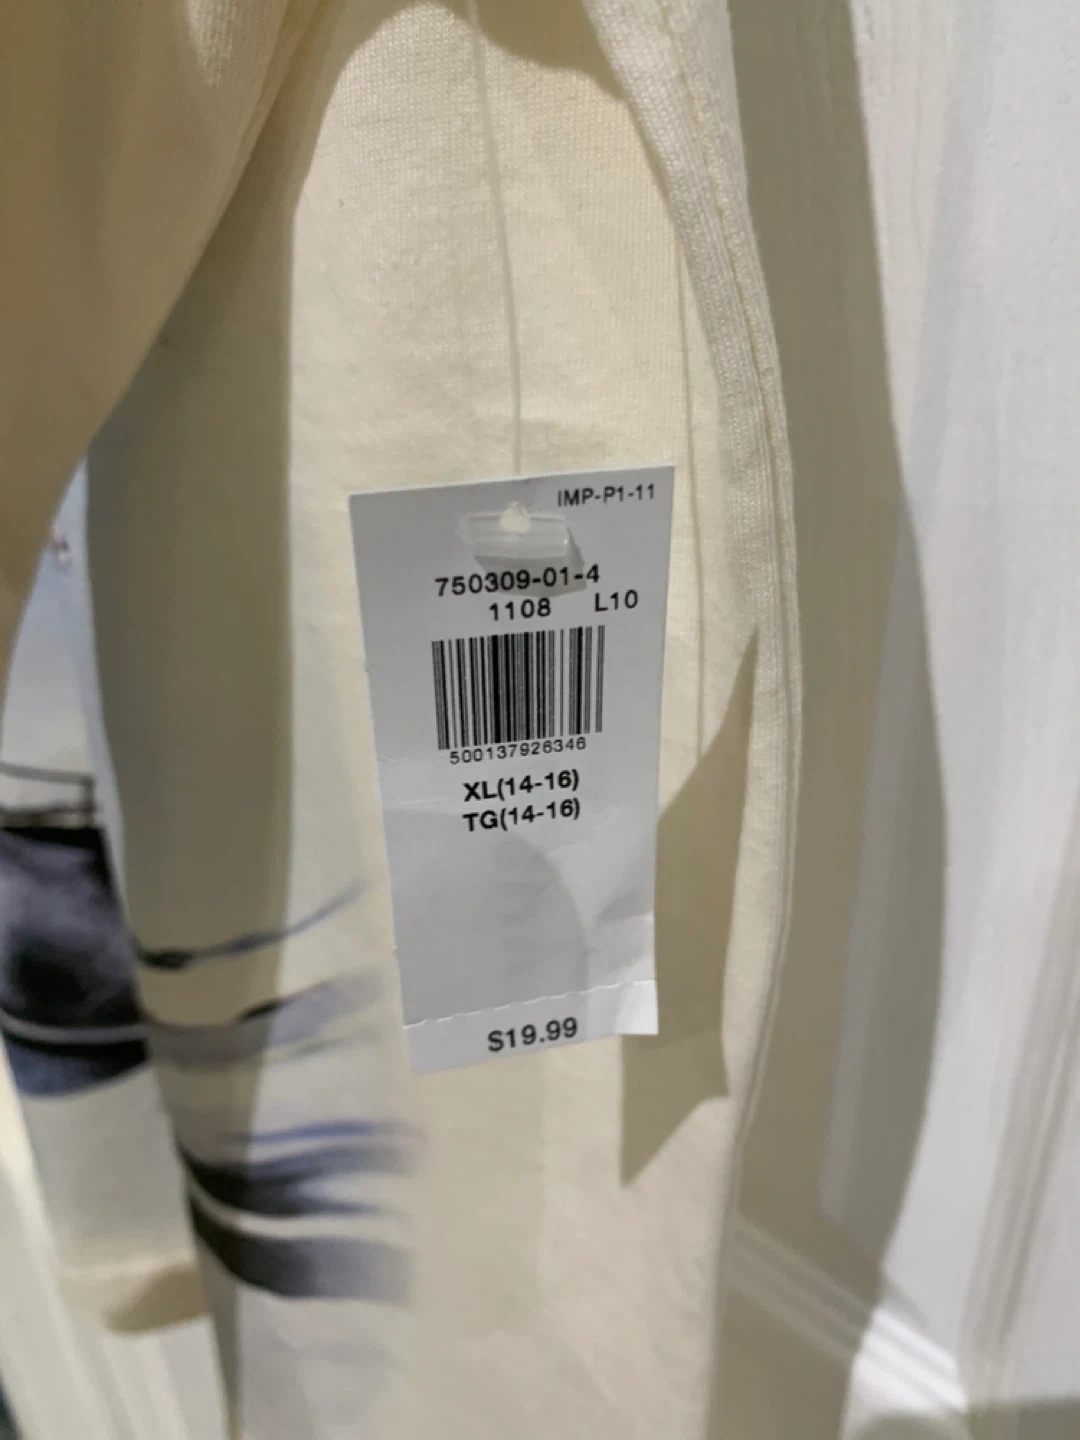 IMP-P1-11
750309-01-4
1108 L10
500137926346
XL(14-16)
TG(14-16)
$19.99